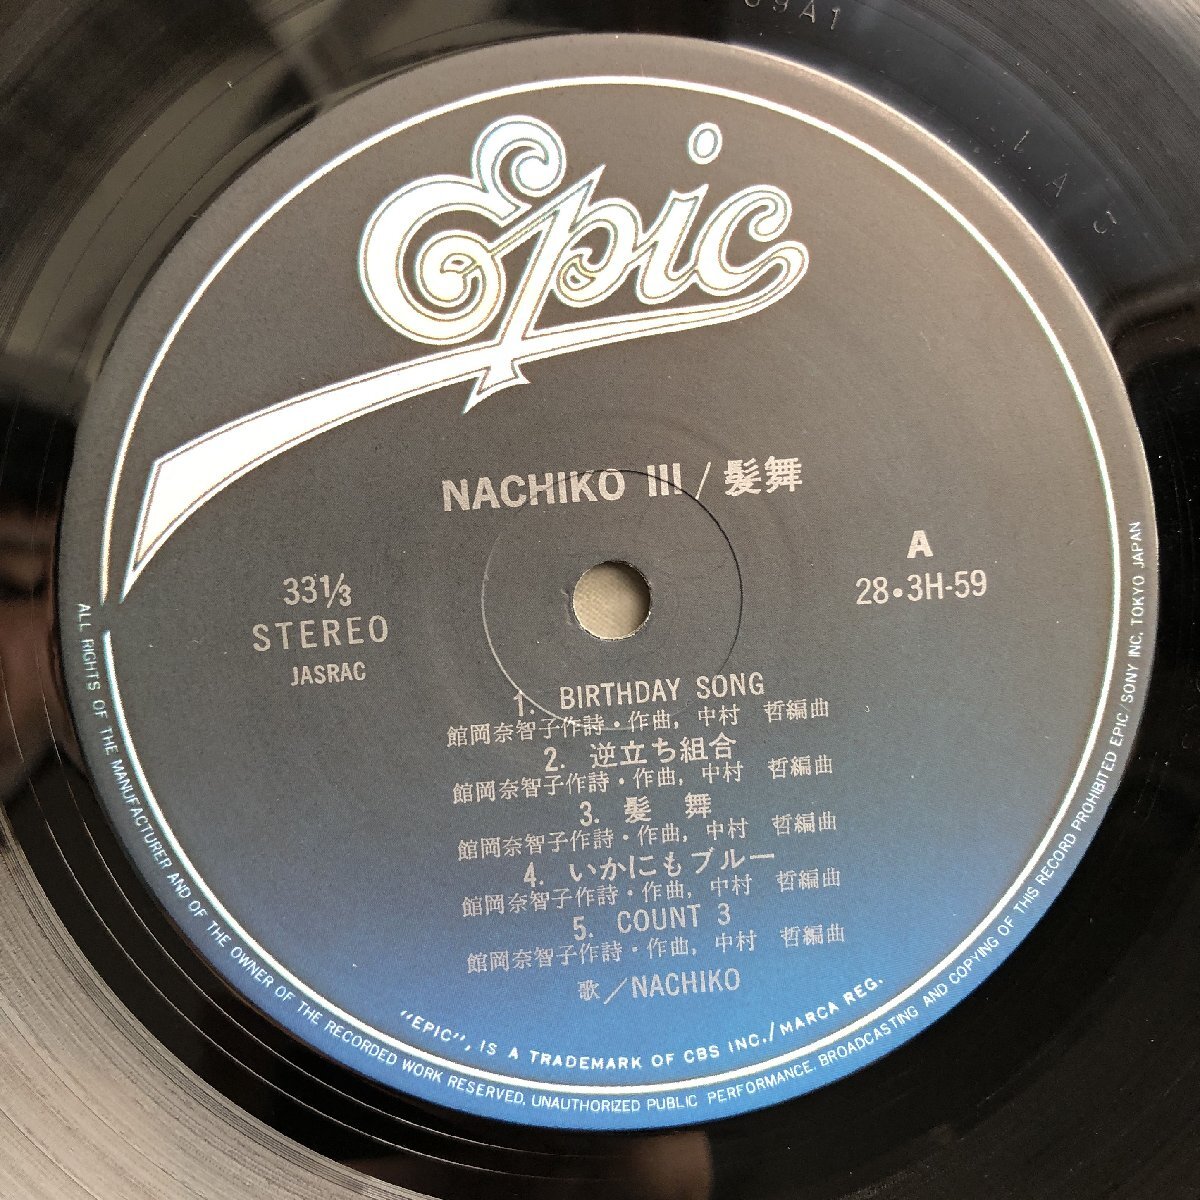 Epic
NACHIKO III / 髪舞
A
28・3H-59
33 1/3
STEREO
JASRAC
1. BIRTHDAY SONG
館岡奈智子作詩・作曲, 中村 哲編曲
2. 逆立ち組合
館岡奈智子作詩・作曲, 中村 哲編曲
3. 髪 舞
館岡奈智子作詩・作曲, 中村 哲編曲
4. いかにもブルー
館岡奈智子作詩・作曲, 中村 哲編曲
5. COUNT 3
館岡奈智子作詩・作曲, 中村 哲編曲
歌／NACHIKO
"EPIC", IS A TRADEMARK OF CBS INC./MARCA REG.
ALL RIGHTS OF THE MANUFACTURER AND OF THE OWNER OF THE RECORDED WORK RESERVED, UNAUTHORIZED PUBLIC PERFORMANCE, BROADCASTING AND COPYING OF THIS RECORD PROHIBITED EPIC/SONY INC. TOKYO JAPAN